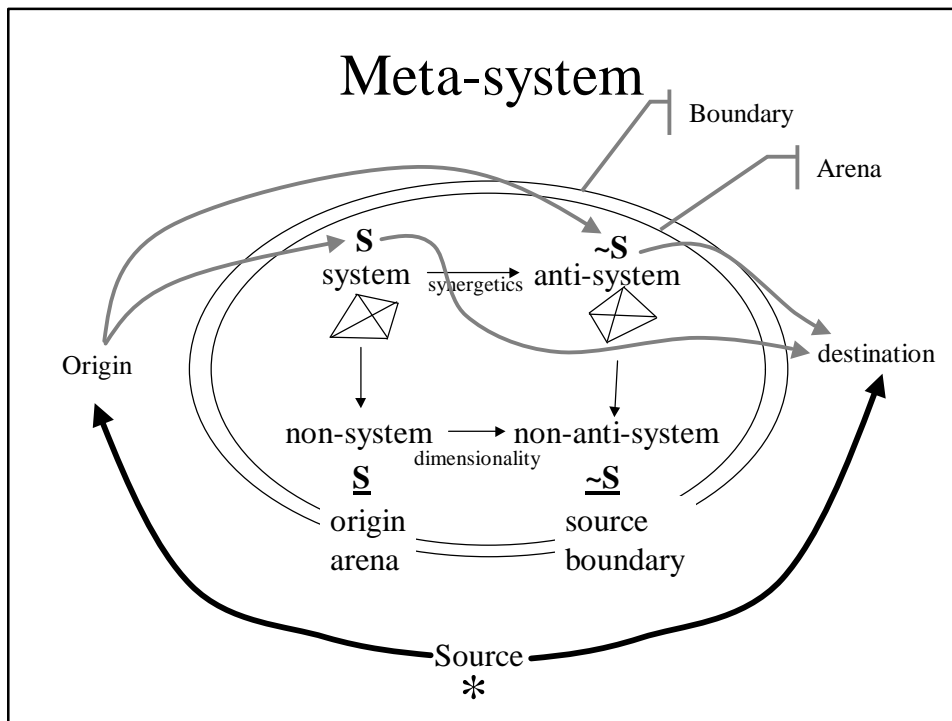 Meta-system
Boundary
Arena
S
~S
system
synergetics
anti-system
Origin
destination
non-system
dimensionality
non-anti-system
S
~S
origin
source
arena
boundary
Source
*